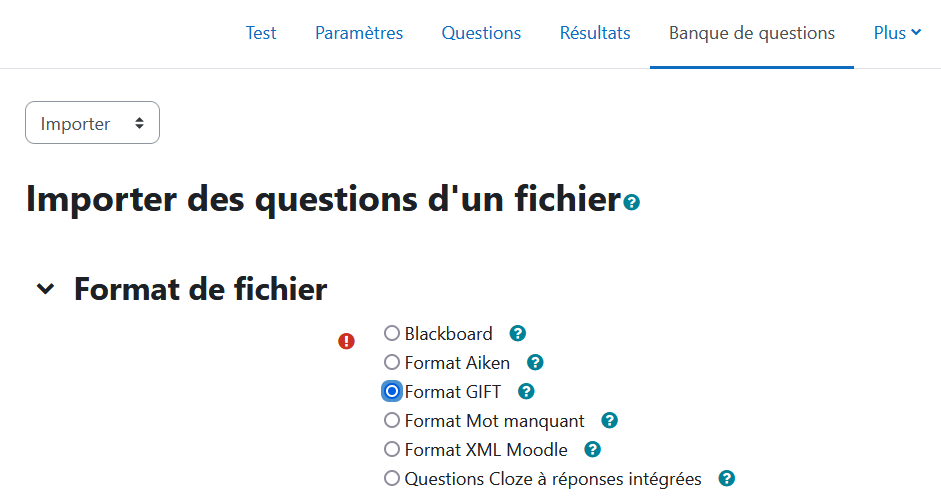 Test Paramètres Questions Résultats Banque de questions Plus
Importer
Importer des questions d'un fichier
Format de fichier
Blackboard
Format Aiken
Format GIFT
Format Mot manquant
Format XML Moodle
Questions Cloze à réponses intégrées